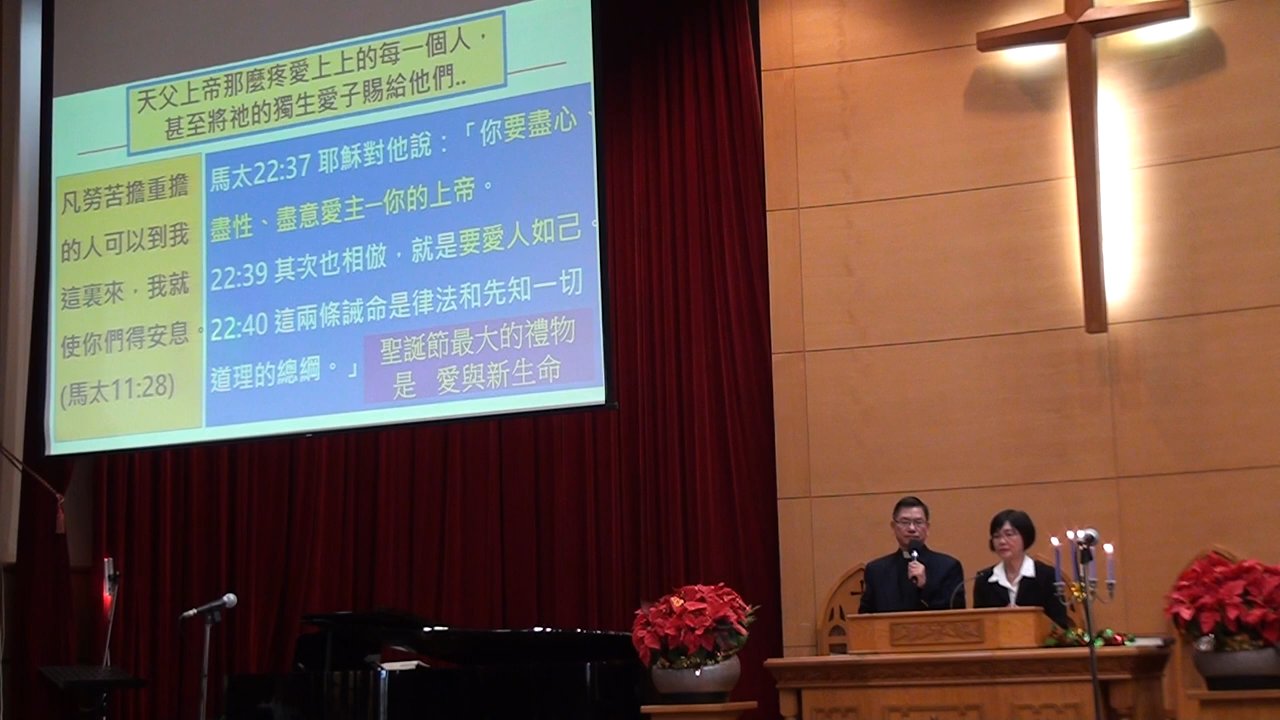 天父上帝那麼疼愛上上的每一個人，
甚至將祂的獨生愛子賜給他們..
凡勞苦擔重擔
的人可以到我
這裏來，我就
使你們得安息。
(馬太11:28)
馬太22:37 耶穌對他說：「你要盡心、
盡性、盡意愛主─你的上帝。
22:39 其次也相倣，就是要愛人如己。
22:40 這兩條誡命是律法和先知一切
道理的總綱。」
聖誕節最大的禮物
是 愛與新生命